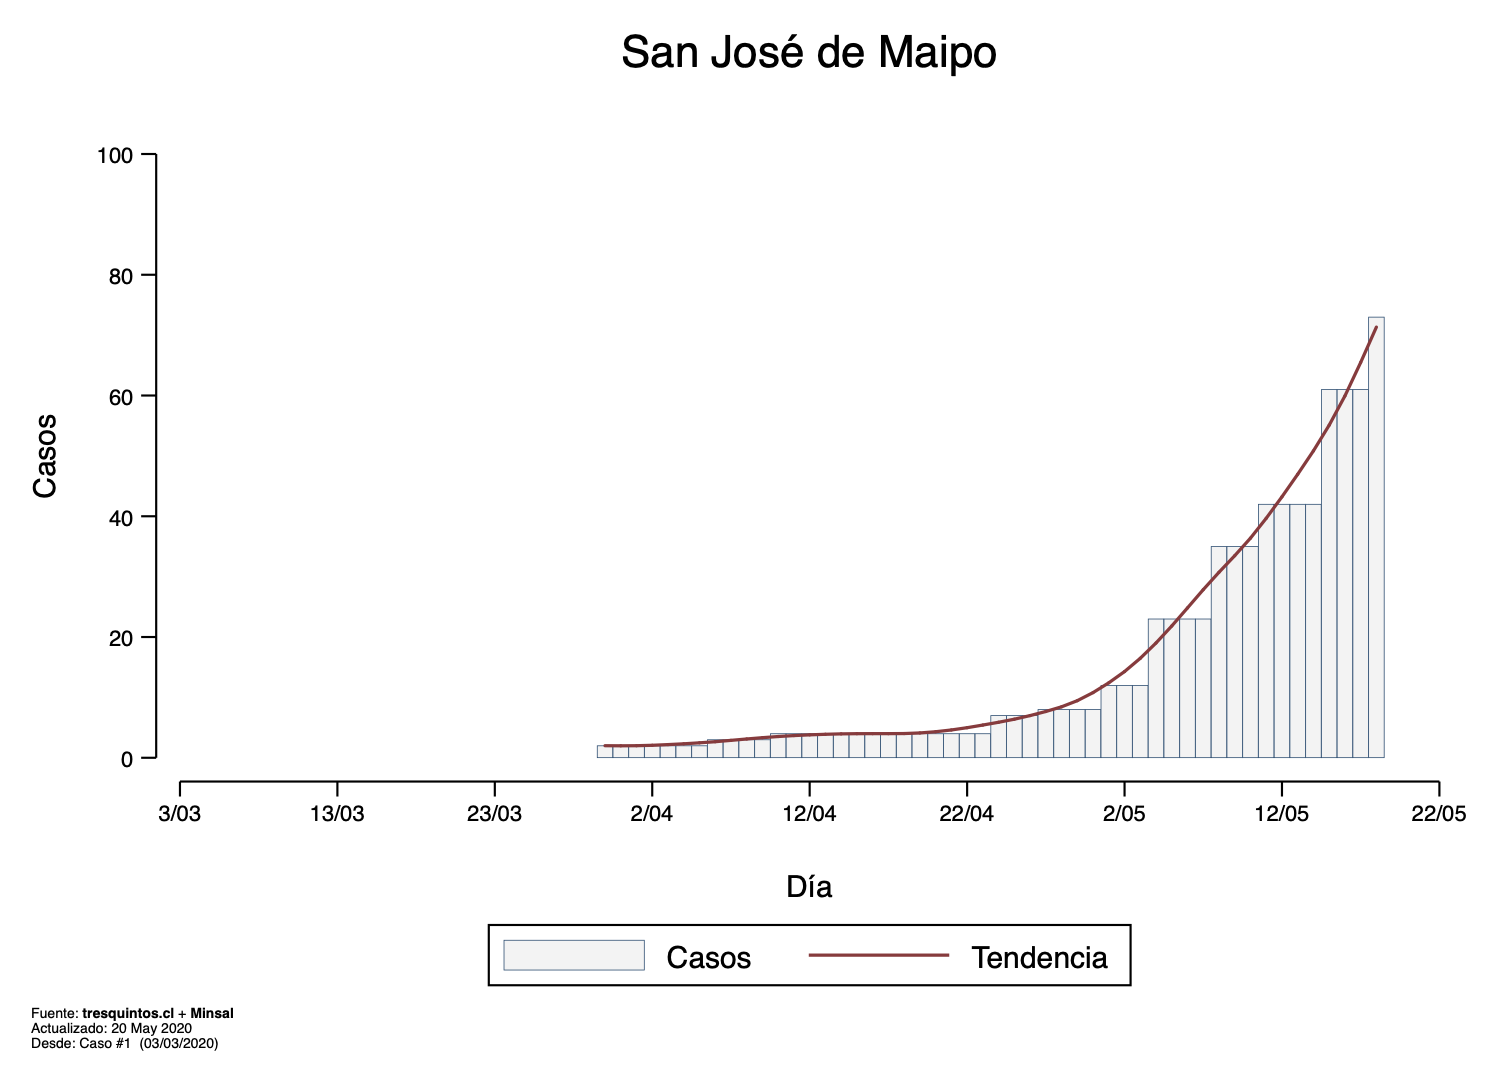 San José de Maipo
100
80
60
40
20
0
Casos
3/03 13/03 23/03 2/04 12/04 22/04 2/05 12/05 22/05
Día
Casos Tendencia
Fuente: tresquintos.cl + Minsal
Actualizado: 20 May 2020
Desde: Caso #1 (03/03/2020)